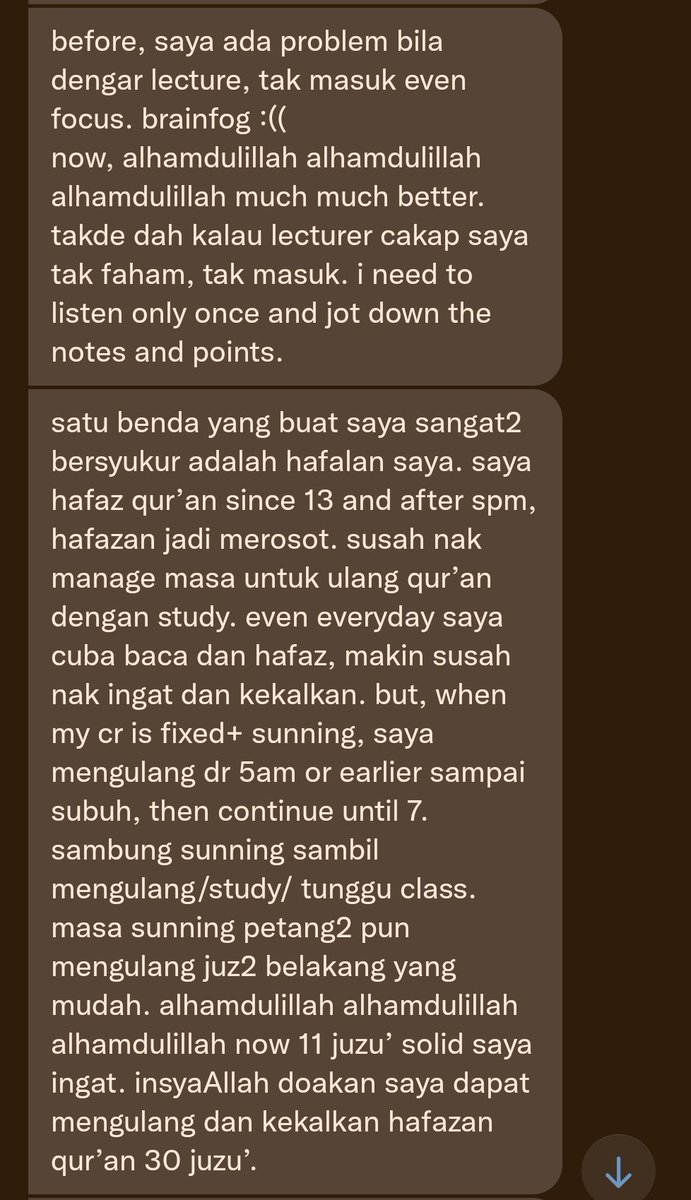 before, saya ada problem bila
dengar lecture, tak masuk even
focus. brainfog :((
now, alhamdulillah alhamdulillah
alhamdulillah much much better.
takde dah kalau lecturer cakap saya
tak faham, tak masuk. i need to
listen only once and jot down the
notes and points.
satu benda yang buat saya sangat2
bersyukur adalah hafalan saya. saya
hafaz qur’an since 13 and after spm,
hafazan jadi merosot. susah nak
manage masa untuk ulang qur’an
dengan study. even everyday saya
cuba baca dan hafaz, makin susah
nak ingat dan kekalkan. but, when
my cr is fixed+ sunning, saya
mengulang dr 5am or earlier sampai
subuh, then continue until 7.
sambung sunning sambil
mengulang/study/ tunggu class.
masa sunning petang2 pun
mengulang juz2 belakang yang
mudah. alhamdulillah alhamdulillah
alhamdulillah now 11 juzu’ solid saya
ingat. insyaAllah doakan saya dapat
mengulang dan kekalkan hafazan
qur’an 30 juzu’.